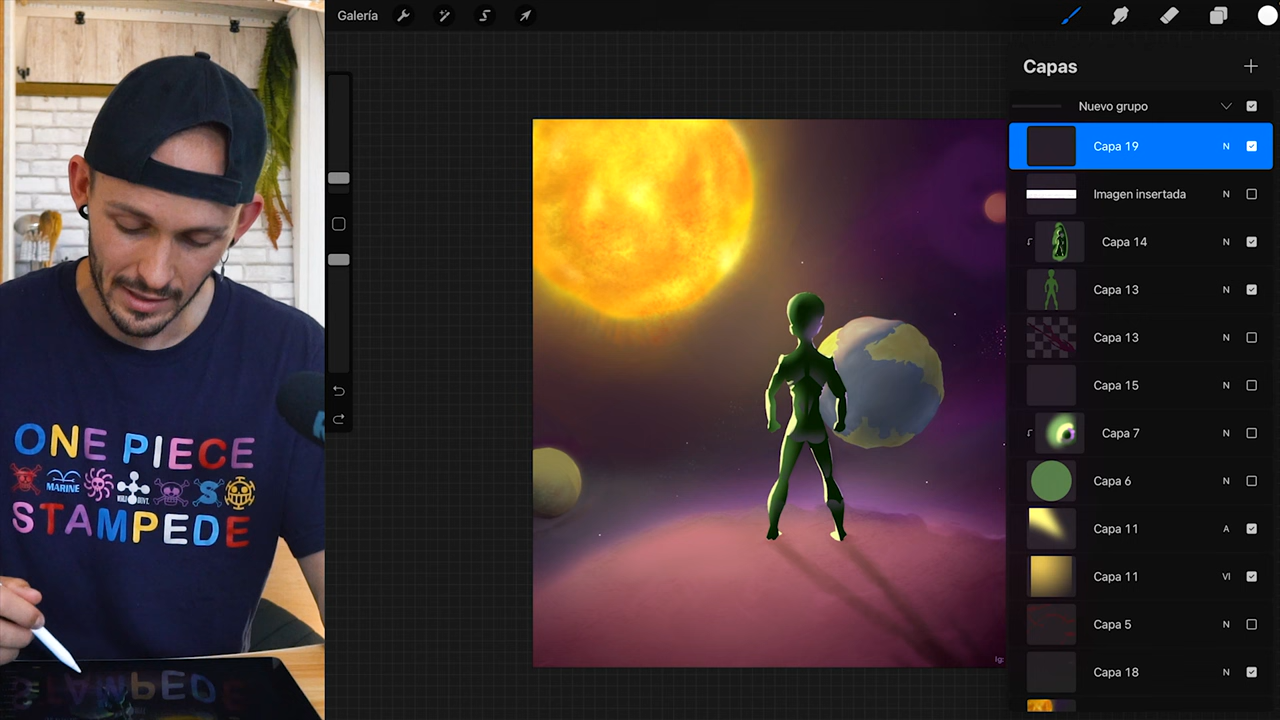 Galería
Capas
Nuevo grupo
Capa 19 N
Imagen insertada N
Capa 14 N
Capa 13 N
Capa 13 N
Capa 15 N
Capa 7 N
Capa 6 N
Capa 11 A
Capa 11 VI
Capa 5 N
Capa 18 N
ONE PIECE
MARINE
S
STAMPEDE
Ig: